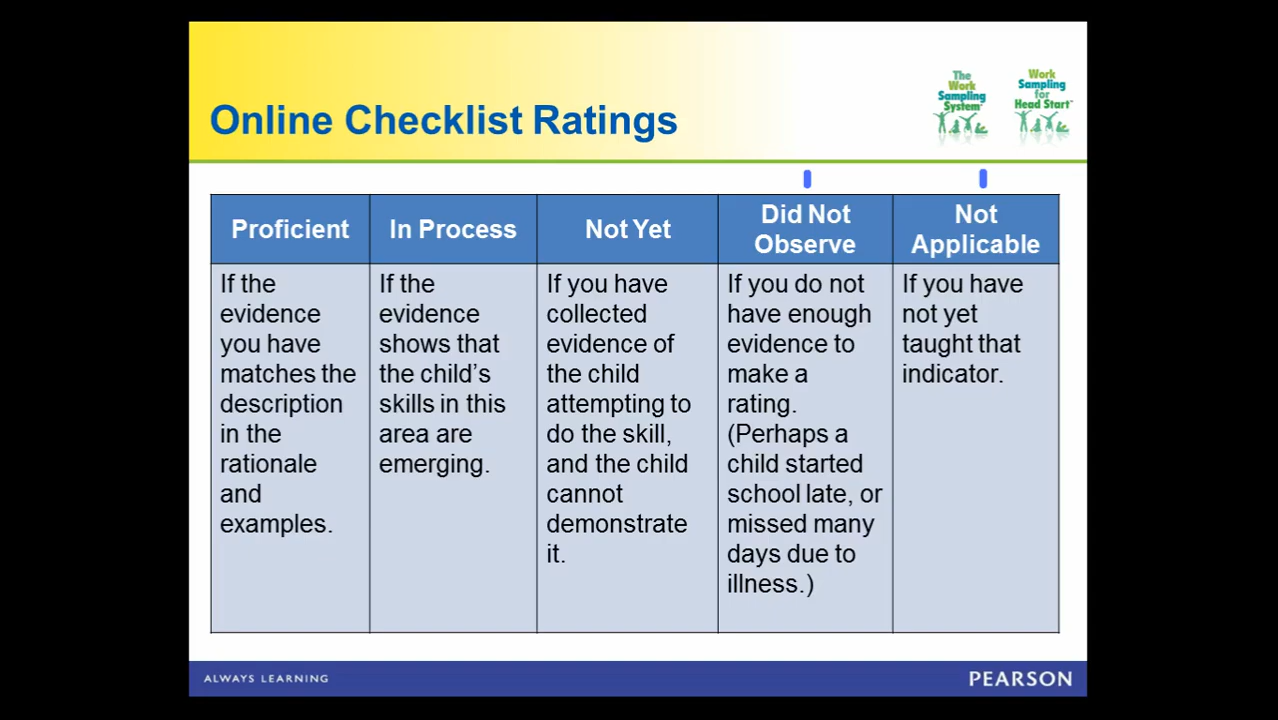 The
Work
Sampling
System
Work
Sampling
for
Head Start
Online Checklist Ratings
Proficient
In Process
Not Yet
Did Not
Observe
Not
Applicable
If the
evidence
you have
matches the
description
in the
rationale
and
examples.
If the
evidence
shows that
the child’s
skills in this
area are
emerging.
If you have
collected
evidence of
the child
attempting to
do the skill,
and the child
cannot
demonstrate
it.
If you do not
have enough
evidence to
make a
rating.
(Perhaps a
child started
school late, or
missed many
days due to
illness.)
If you have
not yet
taught that
indicator.
ALWAYS LEARNING
PEARSON